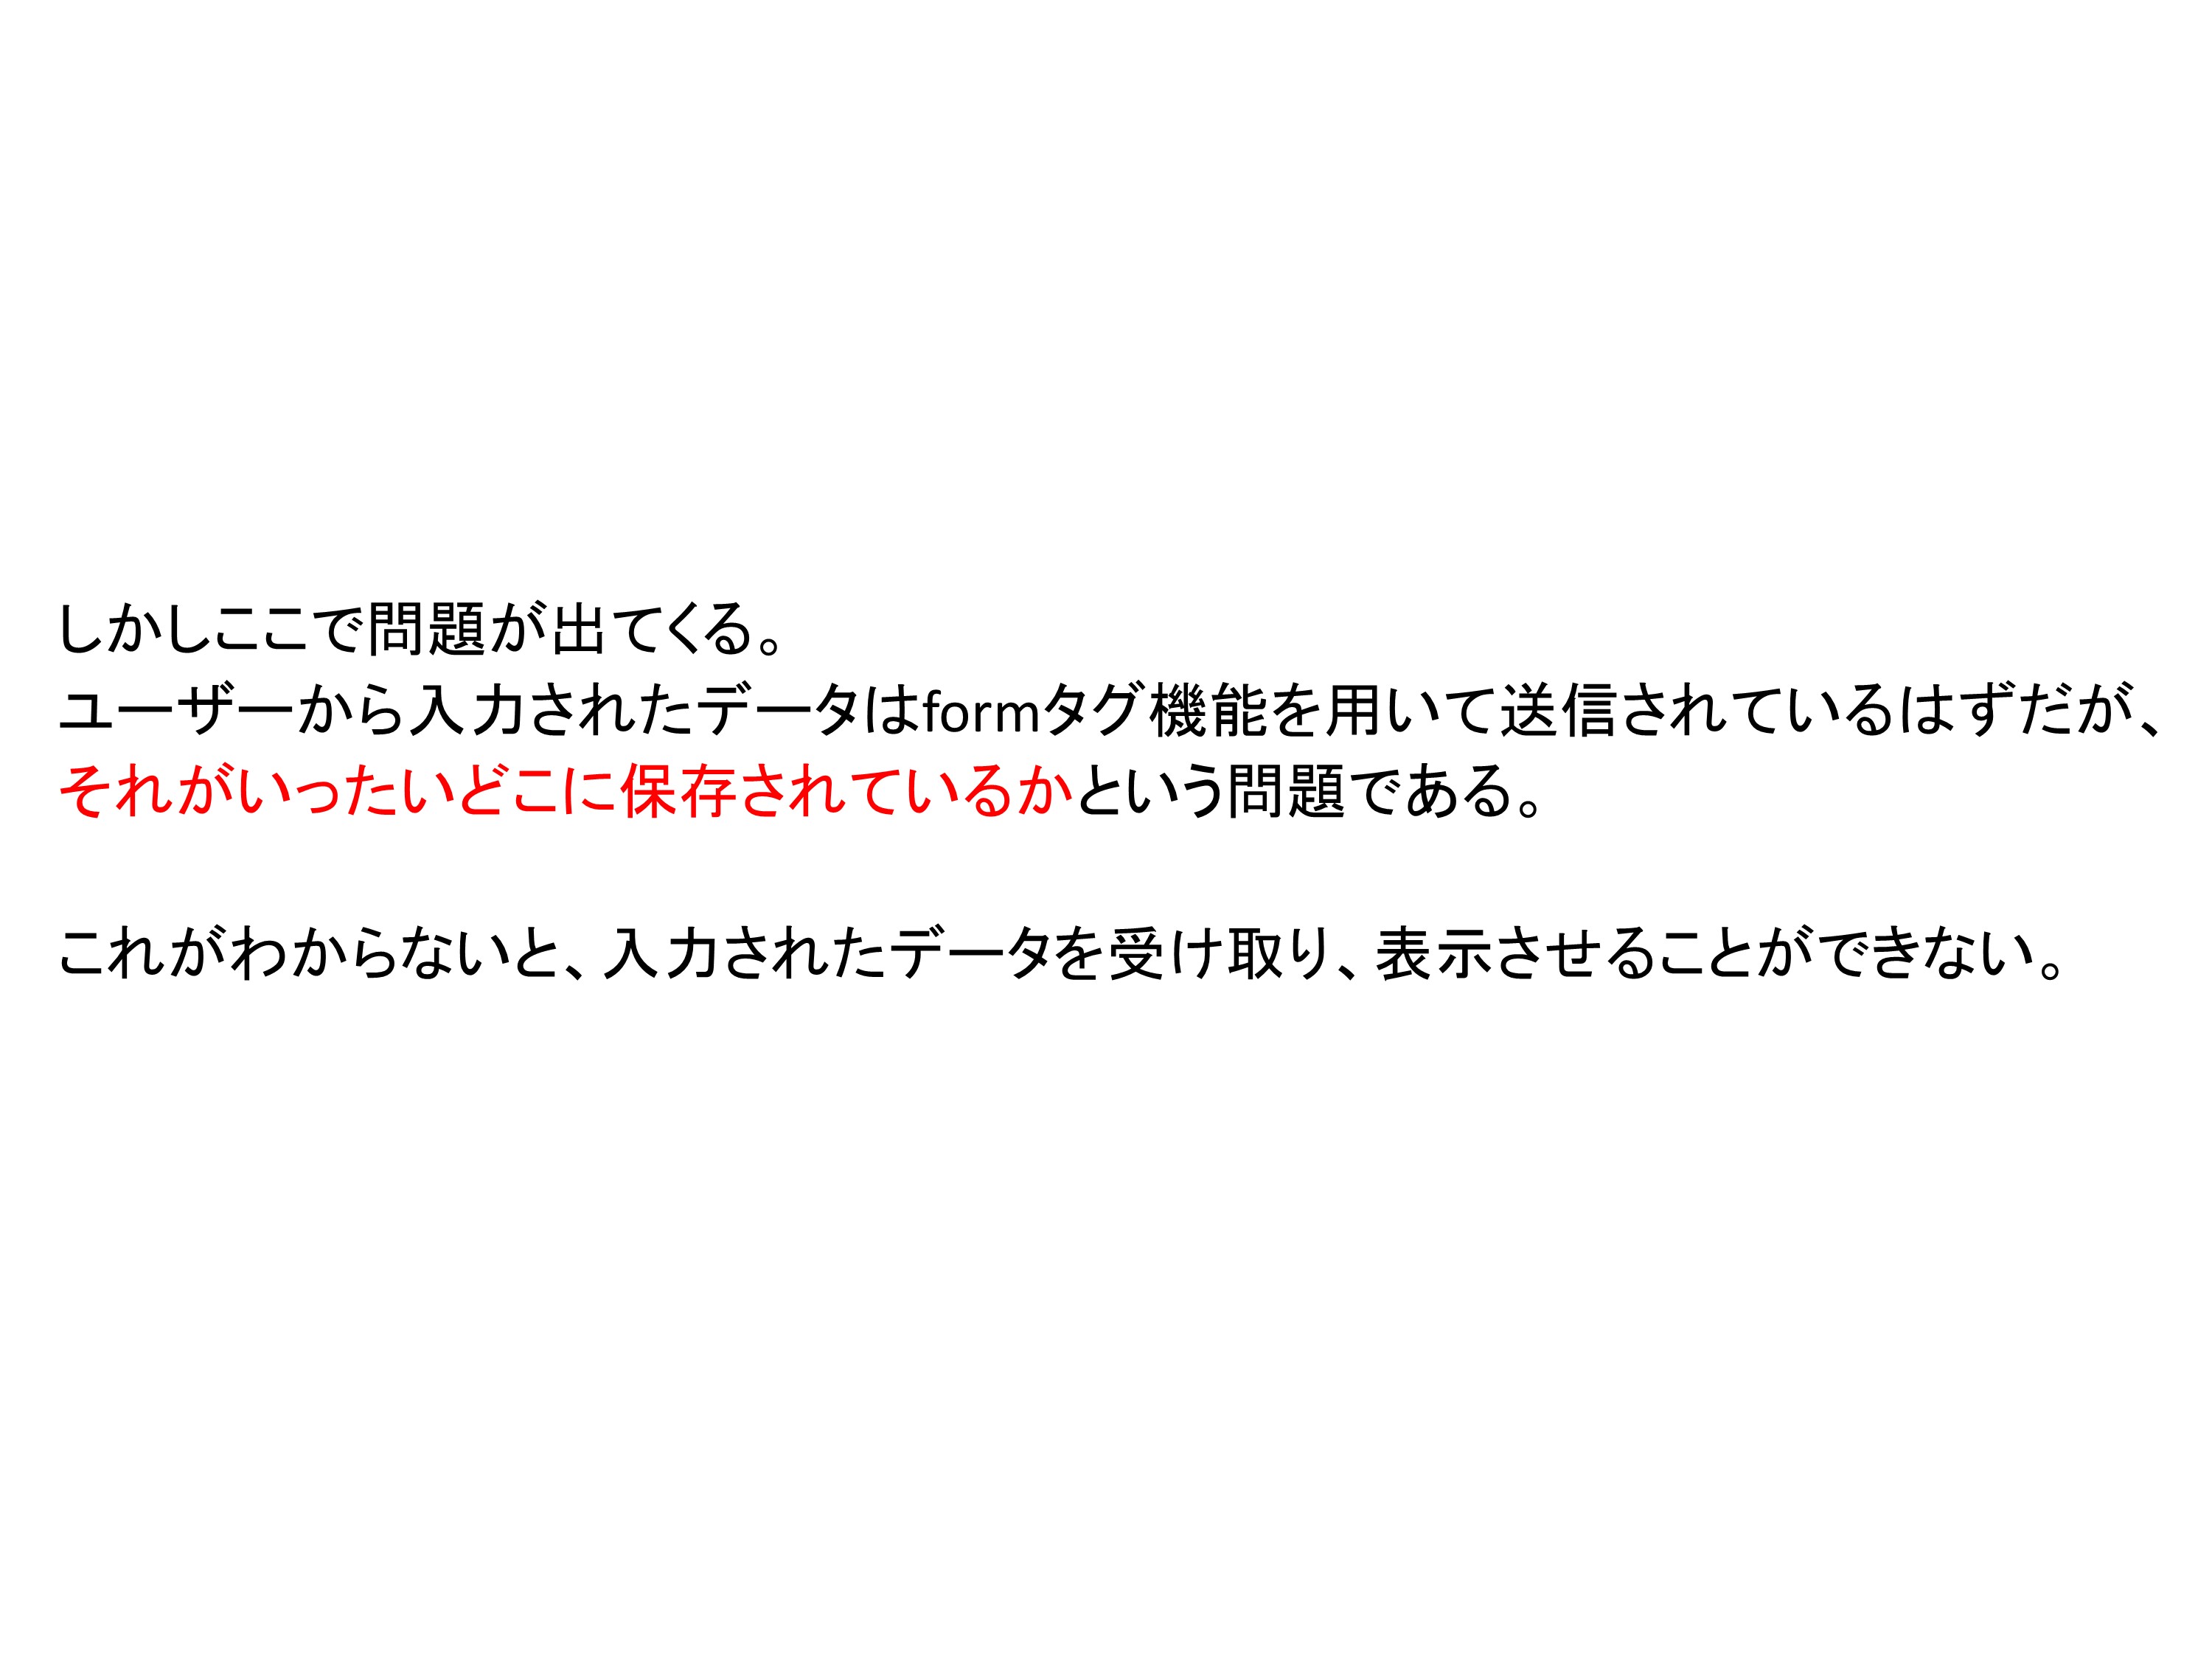 しかしここで問題が出てくる。
ユーザーから入力されたデータはformタグ機能を用いて送信されているはずだが、
それがいったいどこに保存されているかという問題である。
これがわからないと、入力されたデータを受け取り、表示させることができない。